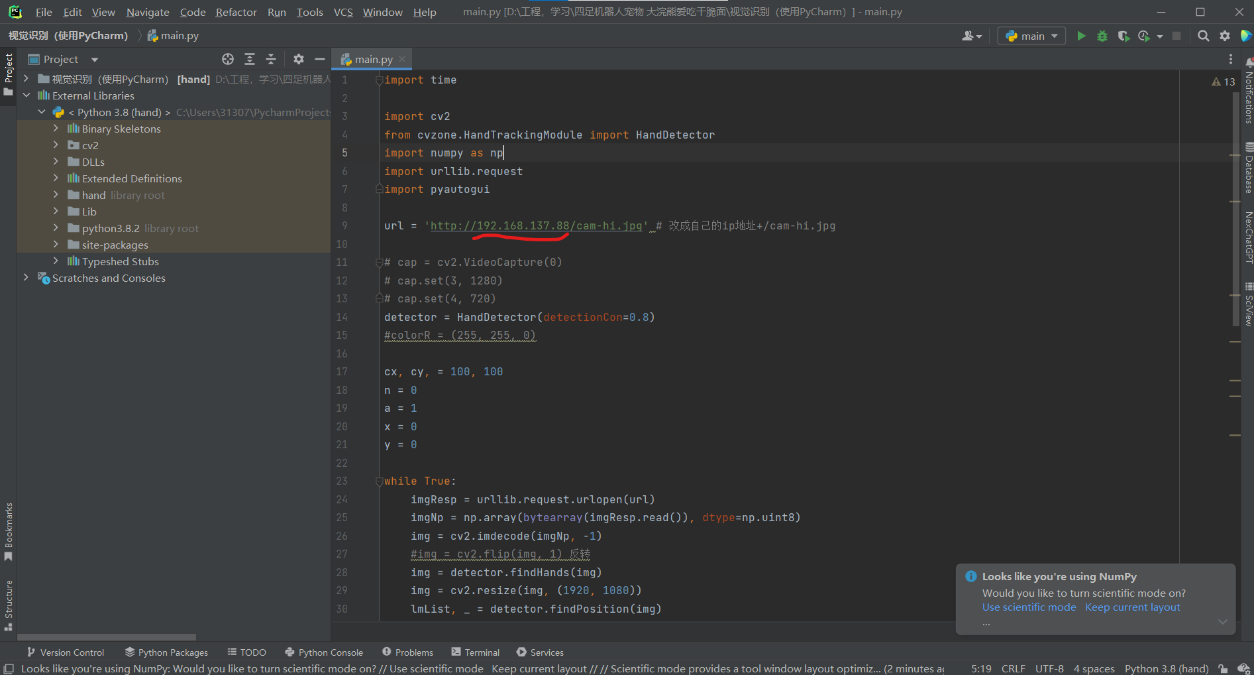 File Edit View Navigate Code Refactor Run Tools VCS Window Help main.py [D:\工程，学习\四足机器人宠物 大浣能爱吃干脆面\视觉识别（使用PyCharm）] - main.py
视觉识别（使用PyCharm） main.py main
Project main.py
Project
视觉识别（使用PyCharm） [hand] D:\工程，学习\四足机器人
External Libraries
< Python 3.8 (hand) > C:\Users\31307\PycharmProjects
Binary Skeletons
cv2
DLLs
Extended Definitions
hand library root
Lib
python3.8.2 library root
site-packages
Typeshed Stubs
Scratches and Consoles
Bookmarks
Structure
13
1 import time
2
3 import cv2
4 from cvzone.HandTrackingModule import HandDetector
5 import numpy as np
6 import urllib.request
7 import pyautogui
8
9 url = 'http://192.168.137.88/cam-hi.jpg' # 改成自己的ip地址+/cam-hi.jpg
10
11 # cap = cv2.VideoCapture(0)
12 # cap.set(3, 1280)
13 # cap.set(4, 720)
14 detector = HandDetector(detectionCon=0.8)
15 #colorR = (255, 255, 0)
16
17 cx, cy, = 100, 100
18 n = 0
19 a = 1
20 x = 0
21 y = 0
22
23 while True:
24 imgResp = urllib.request.urlopen(url)
25 imgNp = np.array(bytearray(imgResp.read()), dtype=np.uint8)
26 img = cv2.imdecode(imgNp, -1)
27 #img = cv2.flip(img, 1) 反转
28 img = detector.findHands(img)
29 img = cv2.resize(img, (1920, 1080))
30 lmList, _ = detector.findPosition(img)
Notifications
Database
NexChatGPT
SciView
Looks like you're using NumPy
Would you like to turn scientific mode on?
Use scientific mode Keep current layout
...
Version Control Python Packages TODO Python Console Problems Terminal Services
Looks like you're using NumPy: Would you like to turn scientific mode on? // Use scientific mode Keep current layout // // Scientific mode provides a tool window layout optimiz... (2 minutes a 5:19 CRLF UTF-8 4 spaces Python 3.8 (hand)